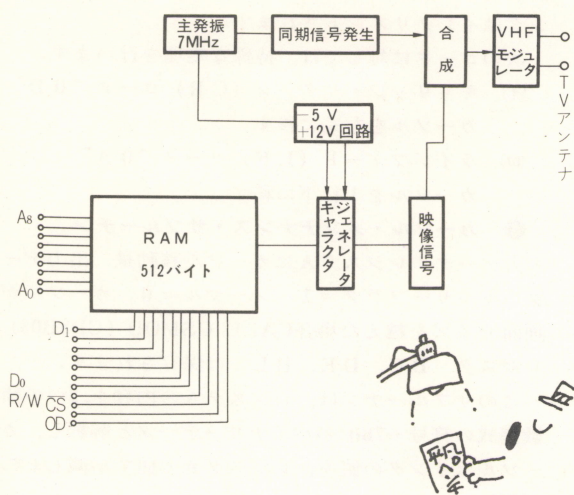 主発振
7MHz
同期信号発生
合成
VHF
モジュレータ
TVアンテナ
−5V
+12V回路
A8
A0
RAM
512バイト
キャラクタ
ジェネレータ
映像信号
D1
D0
R/W C̅S̅
OD
平凡